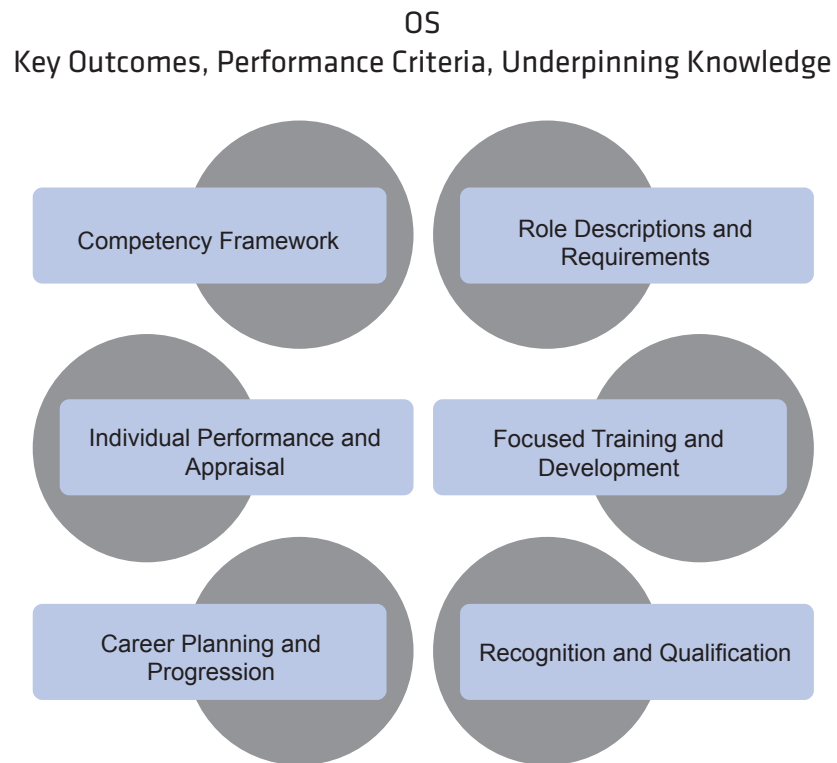 OS
Key Outcomes, Performance Criteria, Underpinning Knowledge
Competency Framework
Role Descriptions and
Requirements
Individual Performance and
Appraisal
Focused Training and
Development
Career Planning and
Progression
Recognition and Qualification